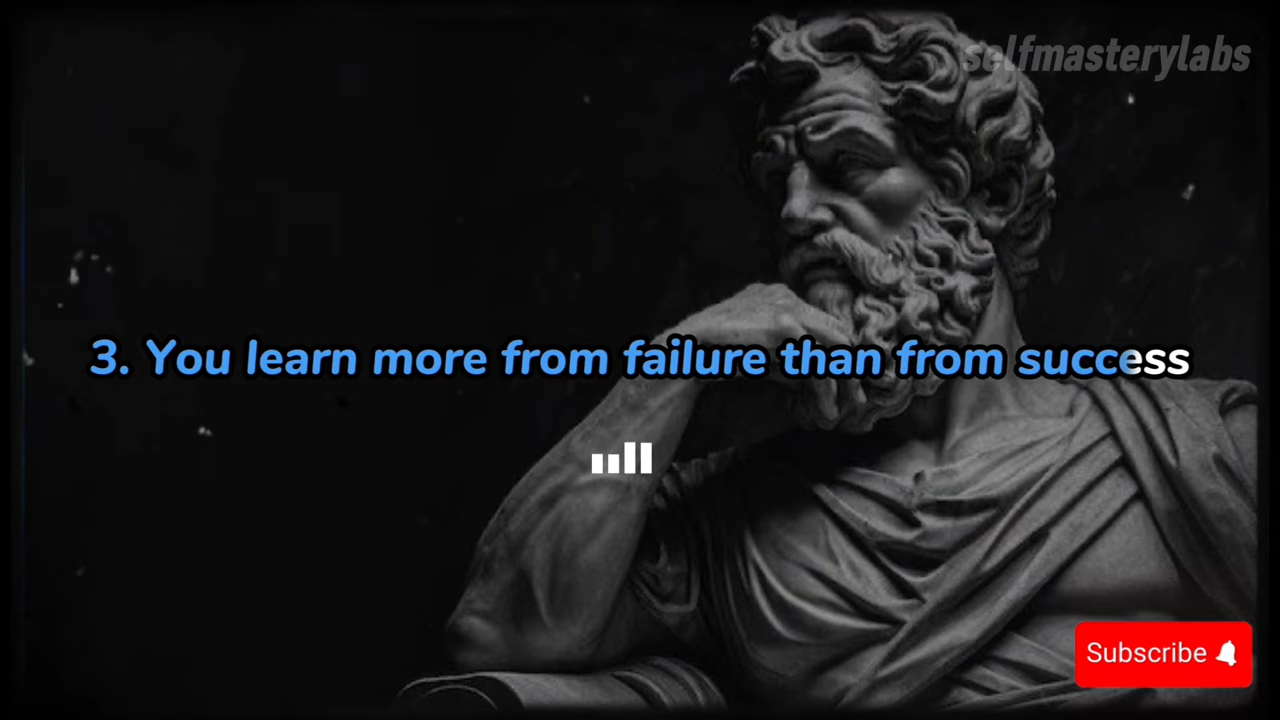 selfmasterylabs
3. You learn more from failure than from success
Subscribe